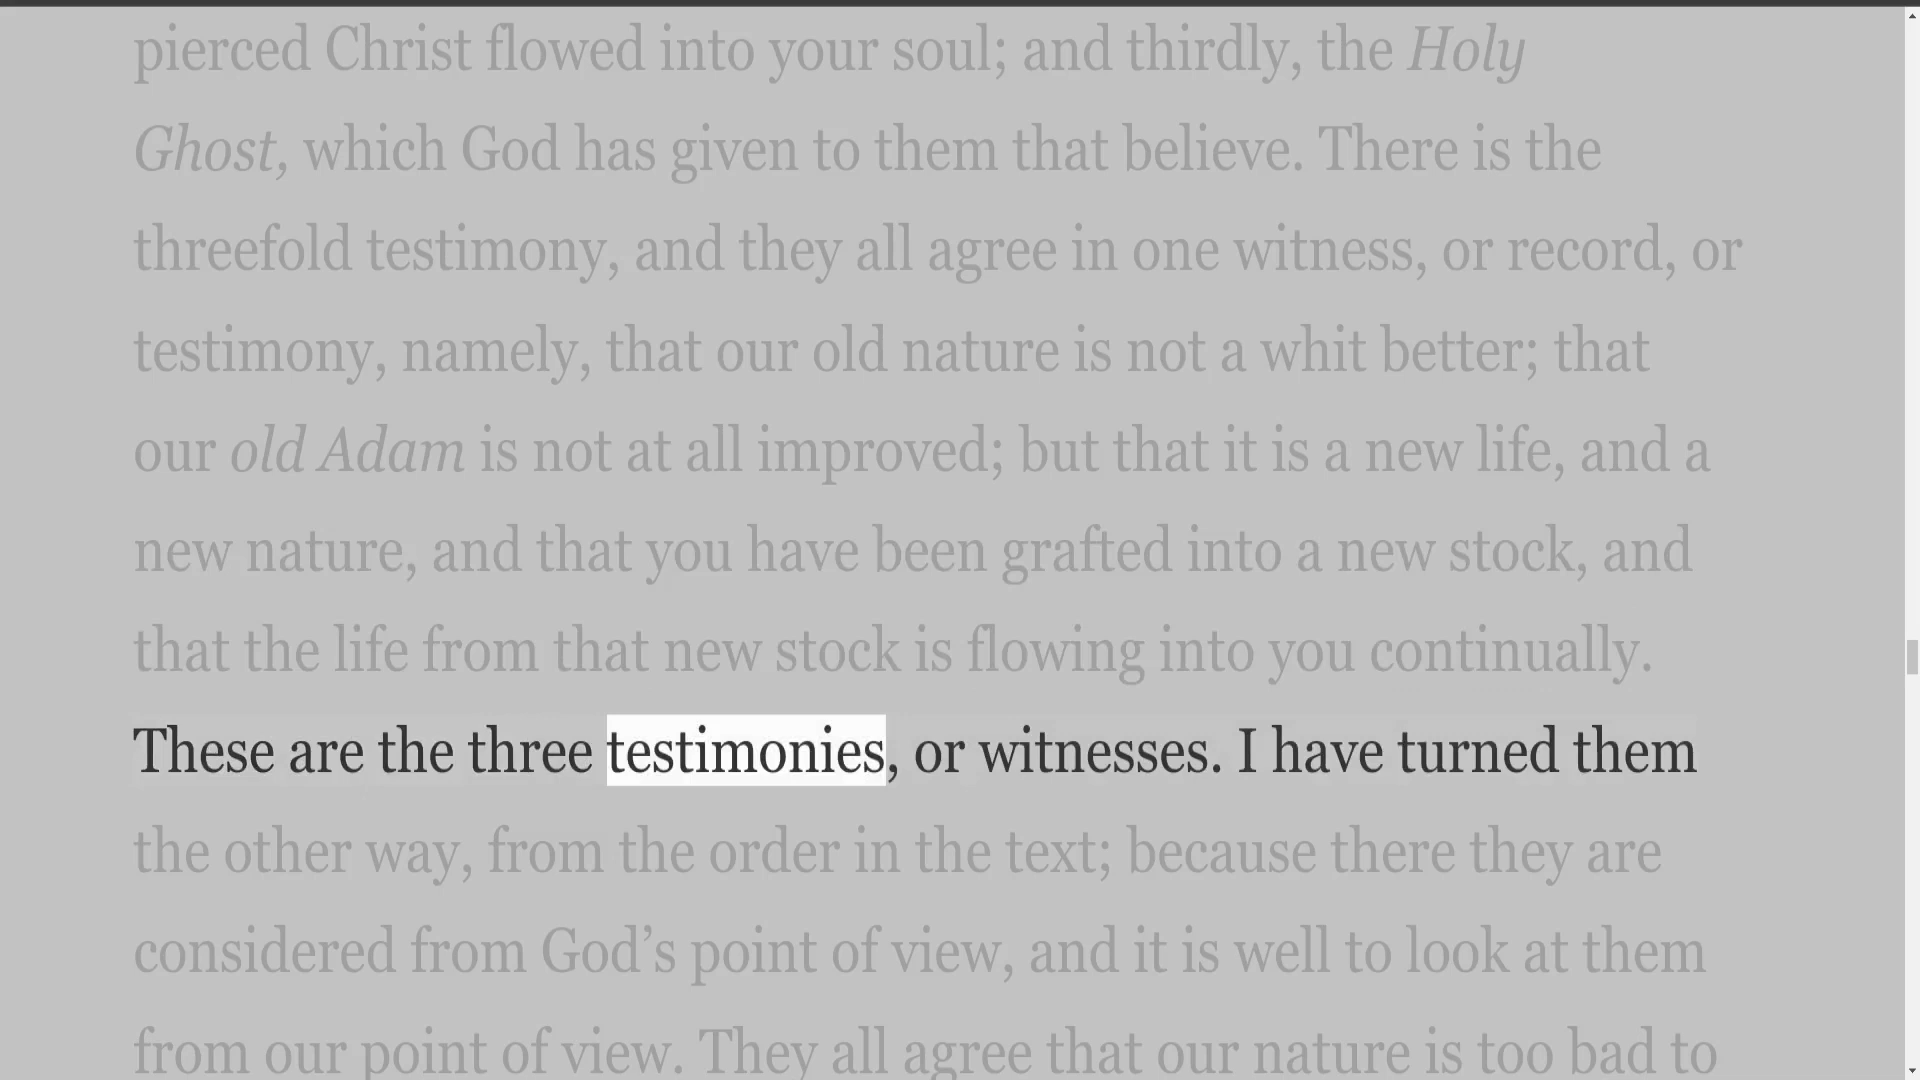 pierced Christ flowed into your soul; and thirdly, the Holy
Ghost, which God has given to them that believe. There is the
threefold testimony, and they all agree in one witness, or record, or
testimony, namely, that our old nature is not a whit better; that
our old Adam is not at all improved; but that it is a new life, and a
new nature, and that you have been grafted into a new stock, and
that the life from that new stock is flowing into you continually.
These are the three testimonies, or witnesses. I have turned them
the other way, from the order in the text; because there they are
considered from God’s point of view, and it is well to look at them
from our point of view. They all agree that our nature is too bad to